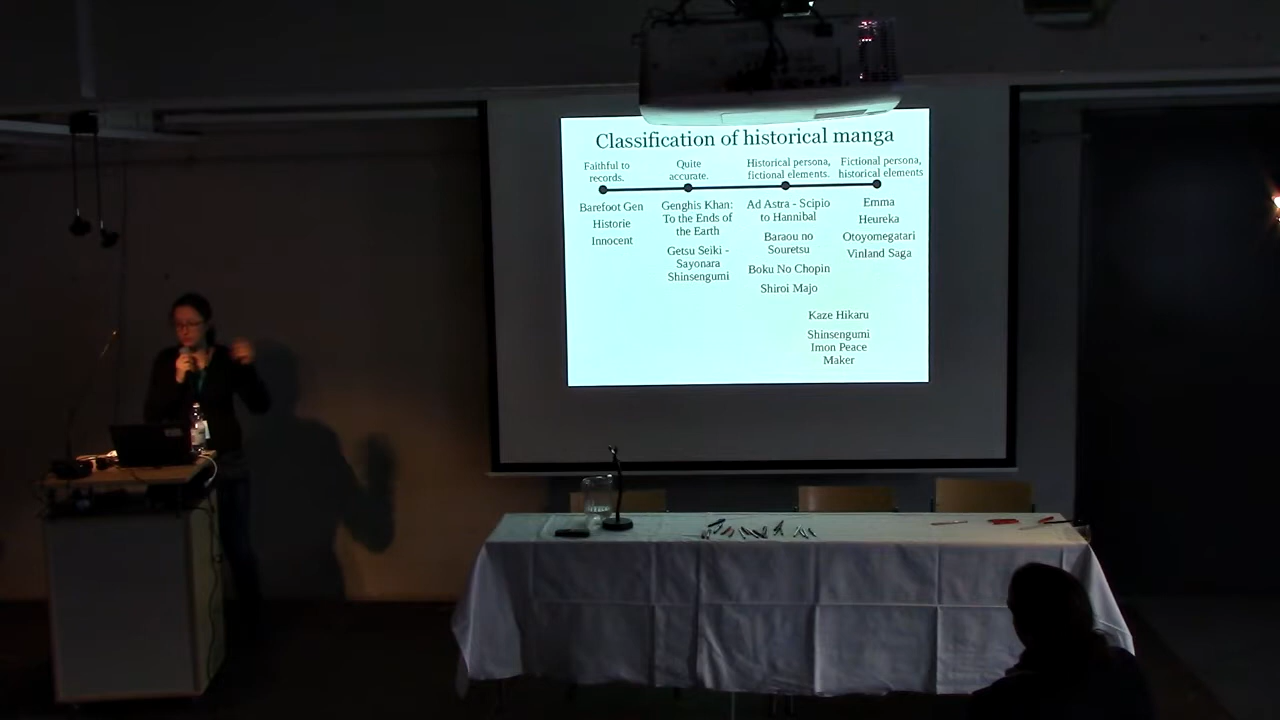 Classification of historical manga
Faithful to
records.
Quite
accurate.
Historical persona,
fictional elements.
Fictional persona,
historical elements
Barefoot Gen
Historie
Innocent
Genghis Khan:
To the Ends of
the Earth
Getsu Seiki -
Sayonara
Shinsengumi
Ad Astra - Scipio
to Hannibal
Baraou no
Souretsu
Boku No Chopin
Shiroi Majo
Emma
Heureka
Otoyomegatari
Vinland Saga
Kaze Hikaru
Shinsengumi
Imon Peace
Maker